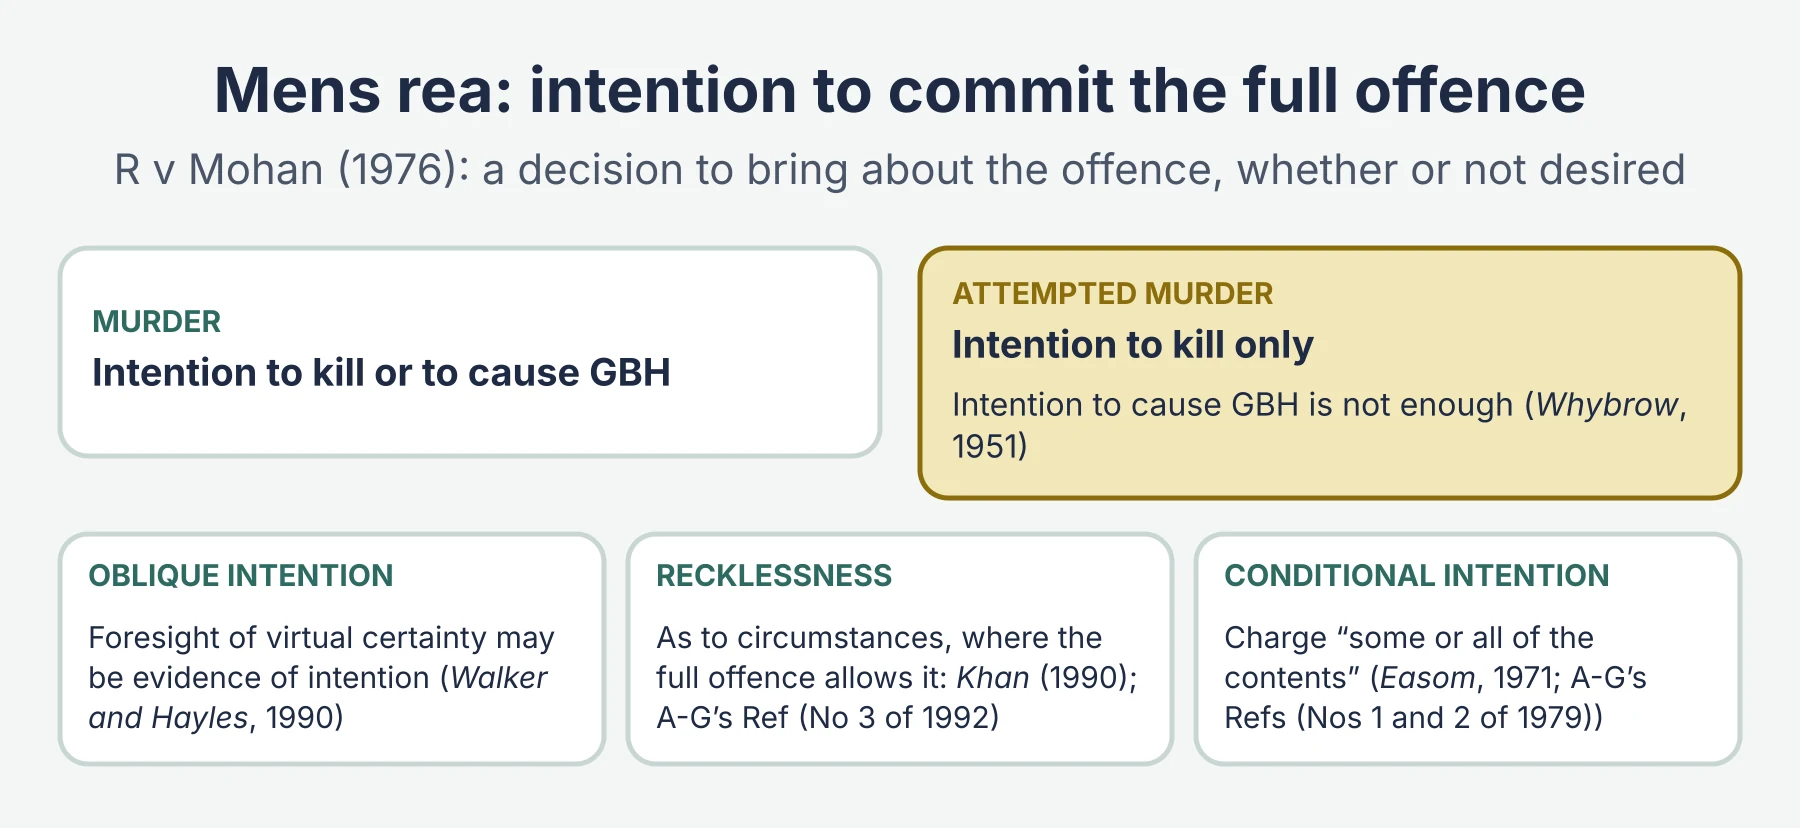 Mens rea: intention to commit the full offence
R v Mohan (1976): a decision to bring about the offence, whether or not desired
MURDER
Intention to kill or to cause GBH
ATTEMPTED MURDER
Intention to kill only
Intention to cause GBH is not enough (Whybrow,
1951)
OBLIQUE INTENTION
Foresight of virtual certainty may
be evidence of intention (Walker
and Hayles, 1990)
RECKLESSNESS
As to circumstances, where the
full offence allows it: Khan (1990);
A-G’s Ref (No 3 of 1992)
CONDITIONAL INTENTION
Charge “some or all of the
contents” (Easom, 1971; A-G’s
Refs (Nos 1 and 2 of 1979))